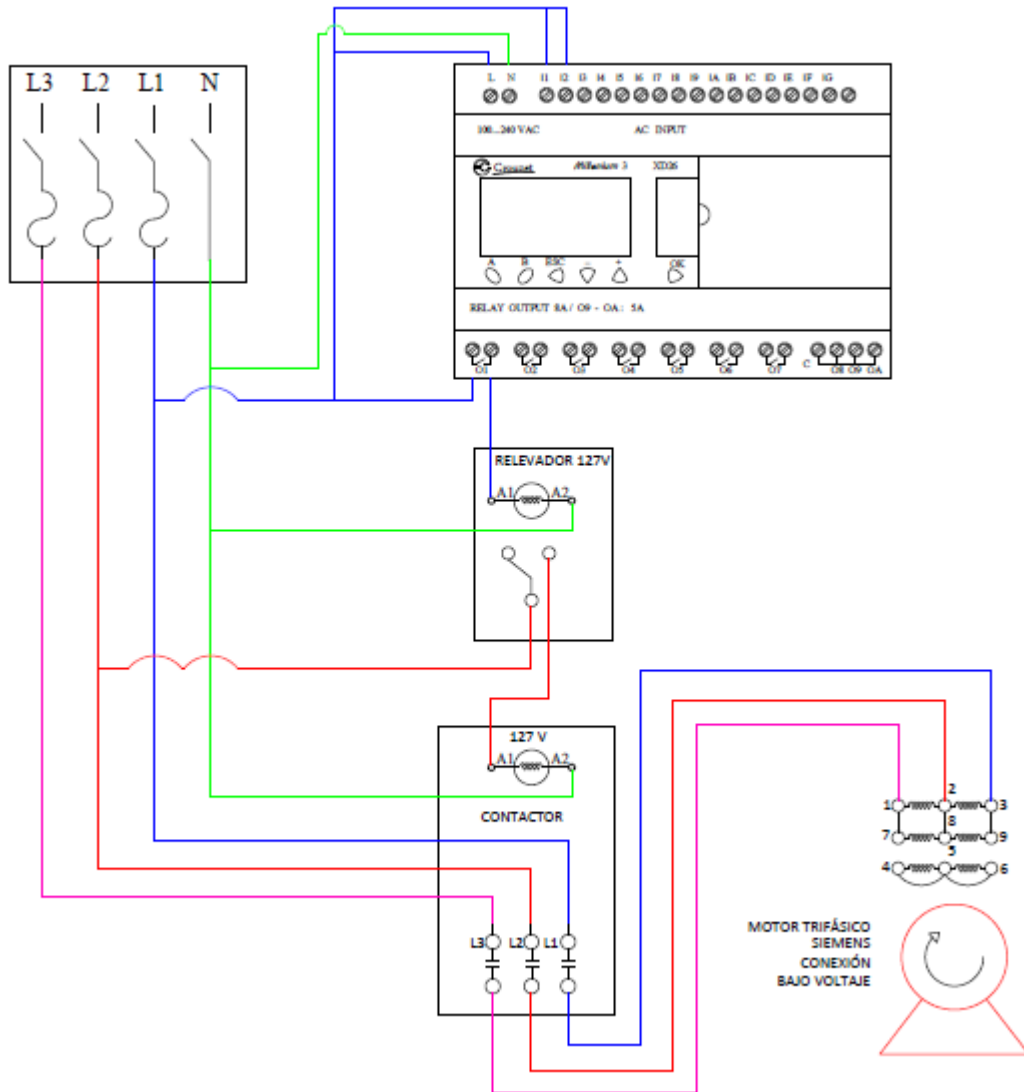 L3 L2 L1 N
L N I1 I2 I3 I4 I5 I6 I7 I8 I9 IA IB IC ID IE IF IG
100...240 VAC AC INPUT
Crouzet Millenium 3 XD26
A B ESC - + OK
RELAY OUTPUT 8A / O9 - OA : 5A
O1 O2 O3 O4 O5 O6 O7 C O8 O9 OA
RELEVADOR 127V
A1 A2
127 V
A1 A2
CONTACTOR
L3 L2 L1
1 2 3
7 8 9
4 5 6
MOTOR TRIFÁSICO
SIEMENS
CONEXIÓN
BAJO VOLTAJE